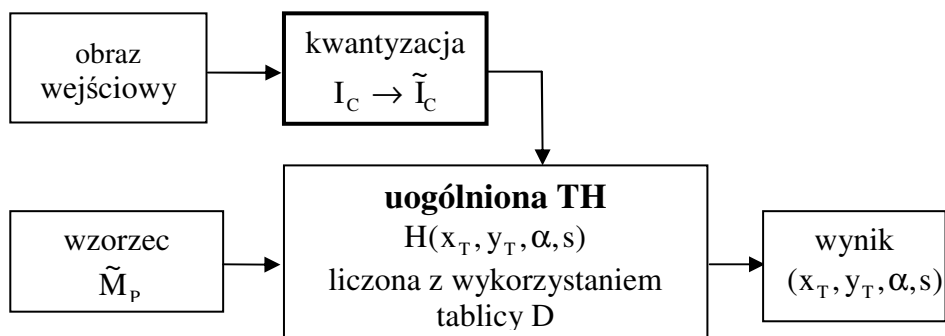 obraz
wejściowy
kwantyzacja
I_C → Ĩ_C
wzorzec
M̃_P
uogólniona TH
H(x_T, y_T, α, s)
liczona z wykorzystaniem
tablicy D
wynik
(x_T, y_T, α, s)